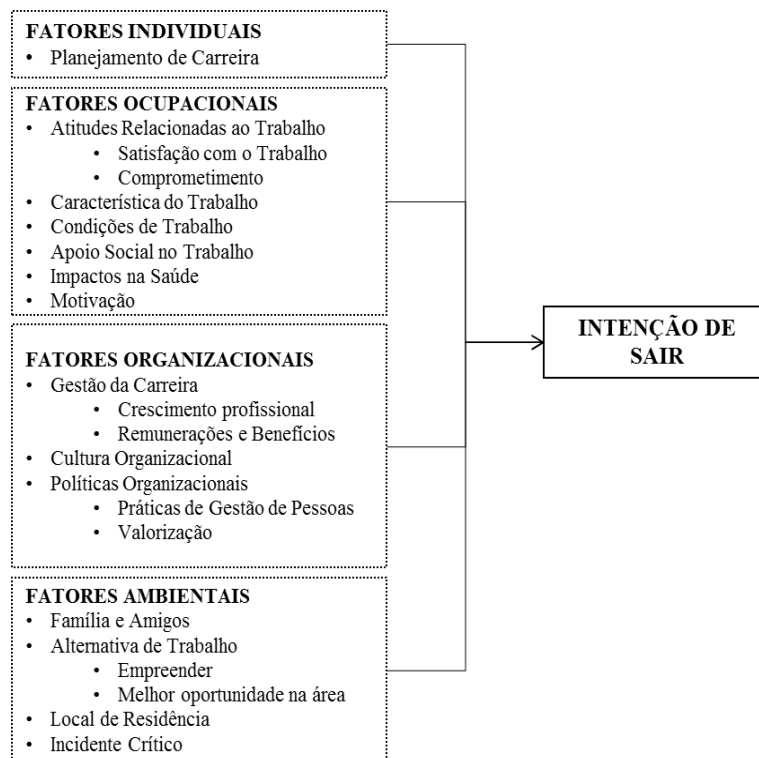 FATORES INDIVIDUAIS
• Planejamento de Carreira
FATORES OCUPACIONAIS
• Atitudes Relacionadas ao Trabalho
• Satisfação com o Trabalho
• Comprometimento
• Característica do Trabalho
• Condições de Trabalho
• Apoio Social no Trabalho
• Impactos na Saúde
• Motivação
FATORES ORGANIZACIONAIS
• Gestão da Carreira
• Crescimento profissional
• Remunerações e Benefícios
• Cultura Organizacional
• Políticas Organizacionais
• Práticas de Gestão de Pessoas
• Valorização
FATORES AMBIENTAIS
• Família e Amigos
• Alternativa de Trabalho
• Empreender
• Melhor oportunidade na área
• Local de Residência
• Incidente Crítico
INTENÇÃO DE
SAIR